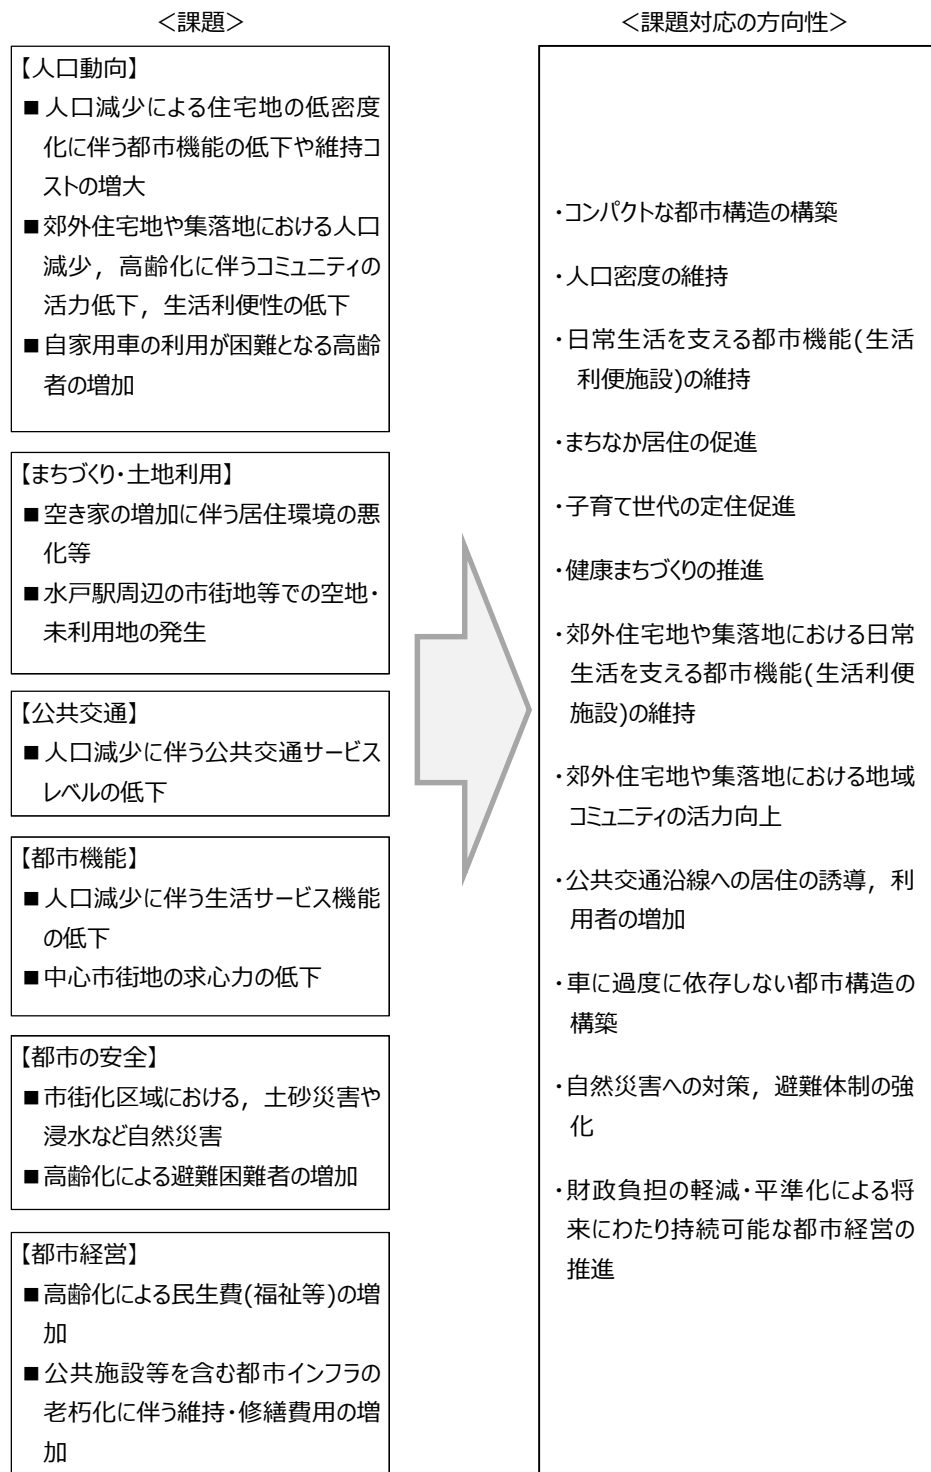 ＜課題＞
【人口動向】
■人口減少による住宅地の低密度
化に伴う都市機能の低下や維持コ
ストの増大
■郊外住宅地や集落地における人口
減少，高齢化に伴うコミュニティの
活力低下，生活利便性の低下
■自家用車の利用が困難となる高齢
者の増加
【まちづくり・土地利用】
■空き家の増加に伴う居住環境の悪
化等
■水戸駅周辺の市街地等での空地・
未利用地の発生
【公共交通】
■人口減少に伴う公共交通サービス
レベルの低下
【都市機能】
■人口減少に伴う生活サービス機能
の低下
■中心市街地の求心力の低下
【都市の安全】
■市街化区域における，土砂災害や
浸水など自然災害
■高齢化による避難困難者の増加
【都市経営】
■高齢化による民生費(福祉等)の増
加
■公共施設等を含む都市インフラの
老朽化に伴う維持・修繕費用の増
加
＜課題対応の方向性＞
・コンパクトな都市構造の構築
・人口密度の維持
・日常生活を支える都市機能(生活
利便施設)の維持
・まちなか居住の促進
・子育て世代の定住促進
・健康まちづくりの推進
・郊外住宅地や集落地における日常
生活を支える都市機能(生活利便
施設)の維持
・郊外住宅地や集落地における地域
コミュニティの活力向上
・公共交通沿線への居住の誘導，利
用者の増加
・車に過度に依存しない都市構造の
構築
・自然災害への対策，避難体制の強
化
・財政負担の軽減・平準化による将
来にわたり持続可能な都市経営の
推進